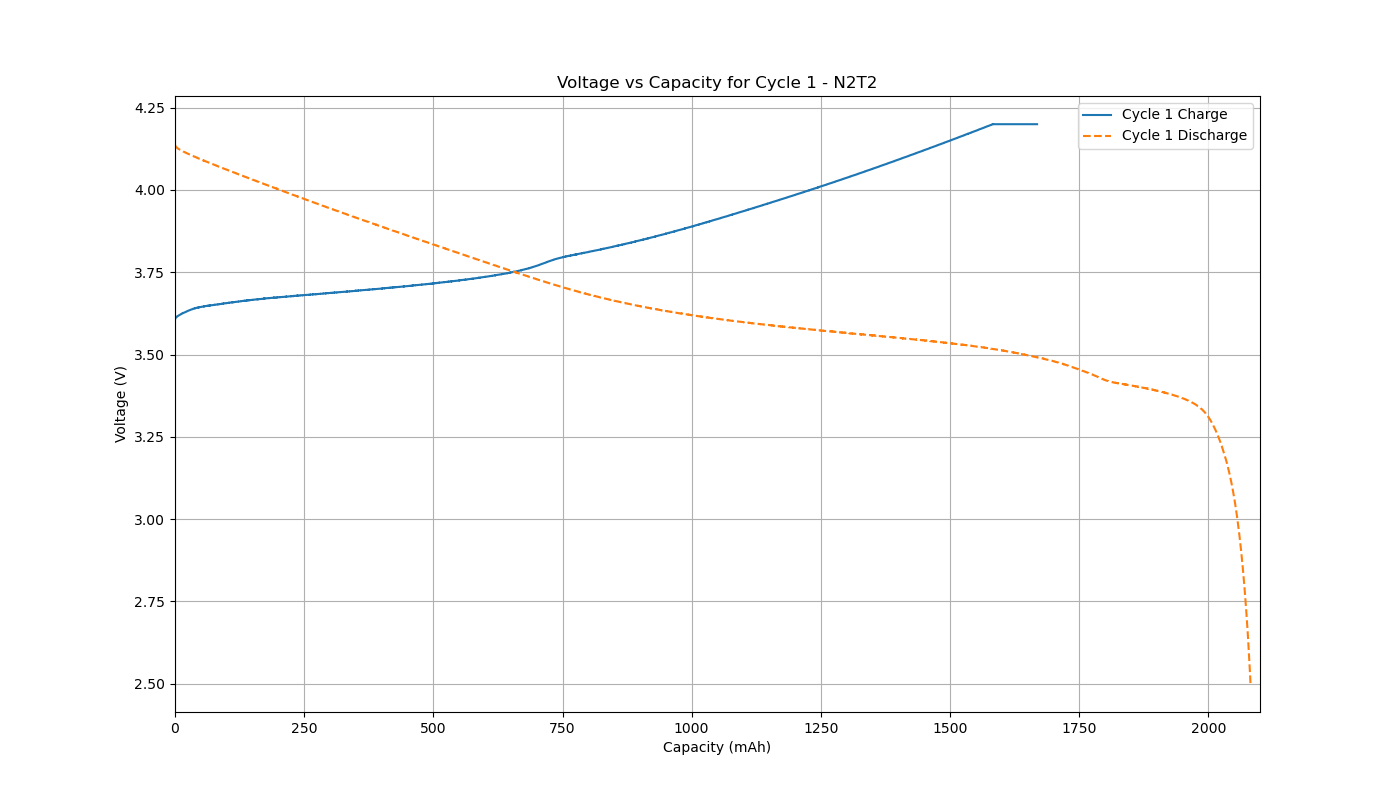 Voltage vs Capacity for Cycle 1 - N2T2
Cycle 1 Charge
Cycle 1 Discharge
4.25
4.00
3.75
3.50
3.25
3.00
2.75
2.50
Voltage (V)
0 250 500 750 1000 1250 1500 1750 2000
Capacity (mAh)